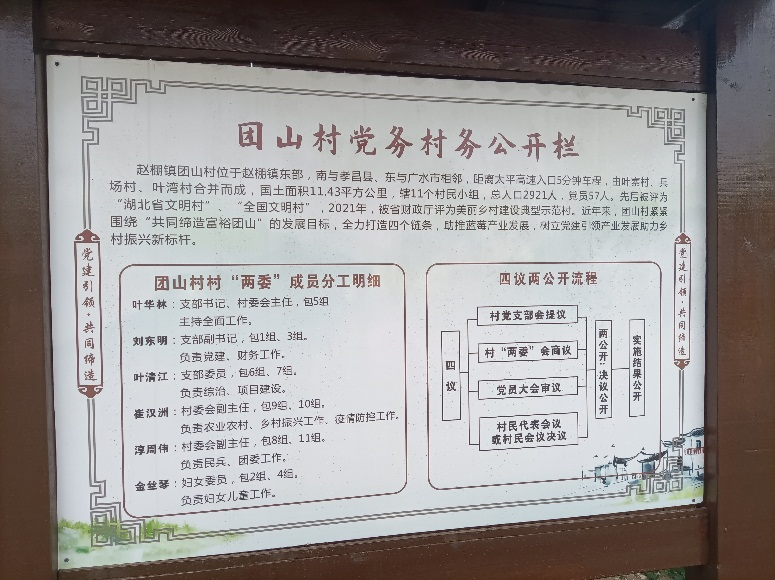 团山村党务村务公开栏
赵棚镇团山村位于赵棚镇东部，南与孝昌县、东与广水市相邻，距离太平高速入口5分钟车程，由叶寨村、兵
场村、叶湾村合并而成，国土面积11.43平方公里，辖11个村民小组，总人口2921人，党员57人。先后被评为
“湖北省文明村”、“全国文明村”，2021年，被省财政厅评为美丽乡村建设典型示范村。近年来，团山村紧紧
围绕“共同缔造富裕团山”的发展目标，全力打造四个链条，助推蓝莓产业发展，树立党建引领产业发展助力乡
村振兴新标杆。
党建引领·共同缔造
团山村村“两委”成员分工明细
叶华林：支部书记、村委会主任，包5组
主持全面工作。
刘东明：支部副书记，包1组、3组。
负责党建、财务工作。
叶清江：支部委员，包6组、7组。
负责综治、项目建设。
崔汉洲：村委会副主任，包9组、10组。
负责农业农村、乡村振兴工作、疫情防控工作。
淳周伟：村委会副主任，包8组、11组。
负责民兵、团委工作。
金丝琴：妇女委员，包2组、4组。
负责妇女儿童工作。
四议两公开流程
四议
村党支部会提议
村“两委”会商议
党员大会审议
村民代表会议
或村民会议决议
两公开·决议公开
实施结果公开
党建引领·共同缔造